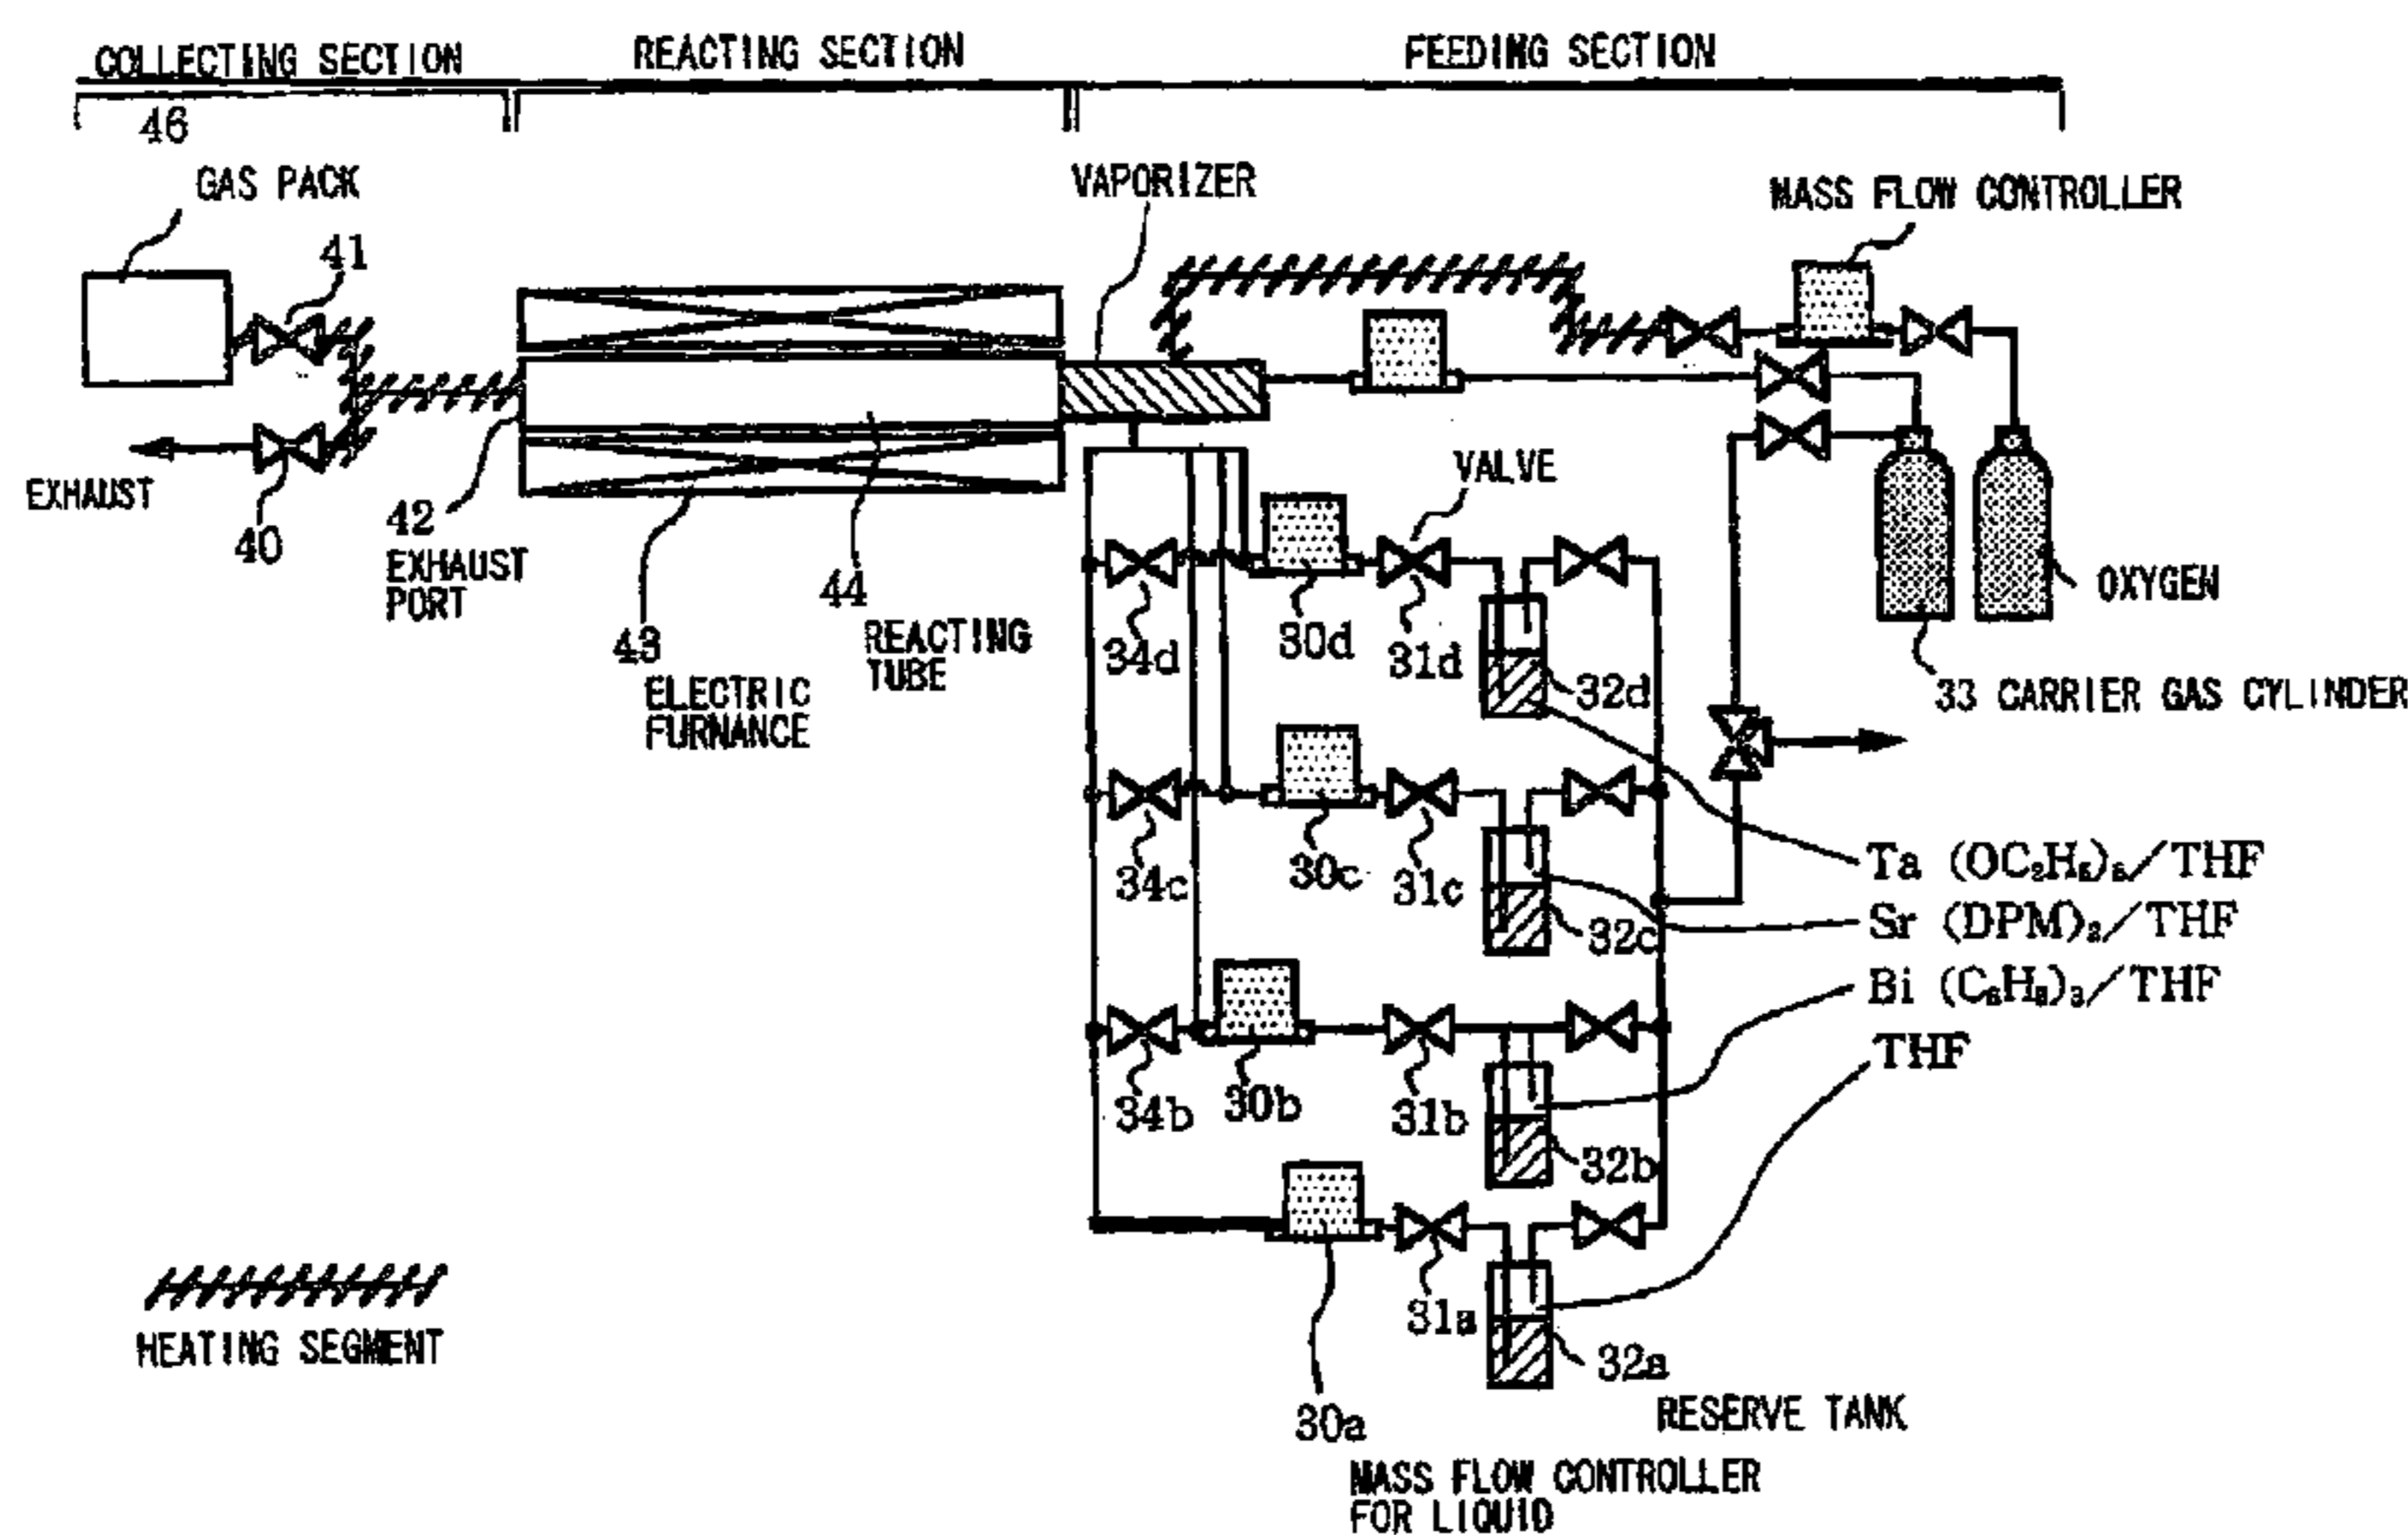 COLLECTING SECTION
REACTING SECTION
FEEDING SECTION
46
GAS PACK
VAPORIZER
MASS FLOW CONTROLLER
41
VALVE
EXHAUST
40
42
EXHAUST
PORT
44
43
REACTING
TUBE
ELECTRIC
FURNANCE
34d
30d
31d
32d
OXYGEN
33 CARRIER GAS CYLINDER
34c
30c
31c
32c
Ta (OC₂H₅)₅/THF
Sr (DPM)₂/THF
Bi (C₆H₅)₃/THF
THF
34b
30b
31b
32b
31a
32a
30a
RESERVE TANK
MASS FLOW CONTROLLER
FOR LIQUID
HEATING SEGMENT